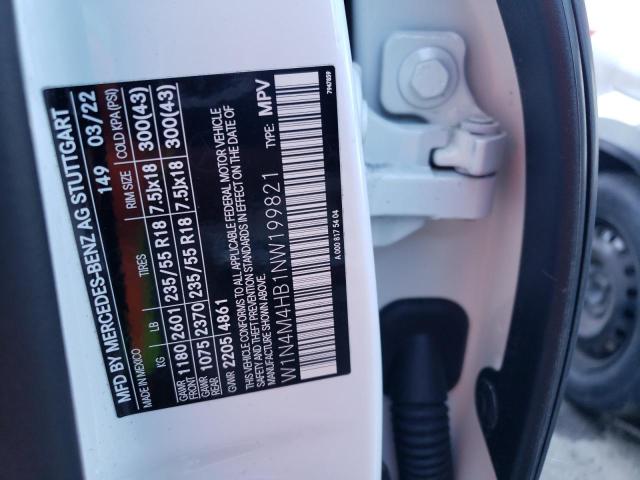 MFD BY MERCEDES-BENZ AG STUTTGART
MADE IN MEXICO 149 03/22
KG LB TIRES RIM SIZE COLD KPA(PSI)
GAWR FRONT 1180 2601 235/55 R18 7.5Jx18 300(43)
GAWR REAR 1075 2370 235/55 R18 7.5Jx18 300(43)
GVWR 2205 4861
THIS VEHICLE CONFORMS TO ALL APPLICABLE FEDERAL MOTOR VEHICLE
SAFETY AND THEFT PREVENTION STANDARDS IN EFFECT ON THE DATE OF
MANUFACTURE SHOWN ABOVE.
W1N4M4HB1NW199821 TYPE: MPV
A 000 817 54 04 7947859